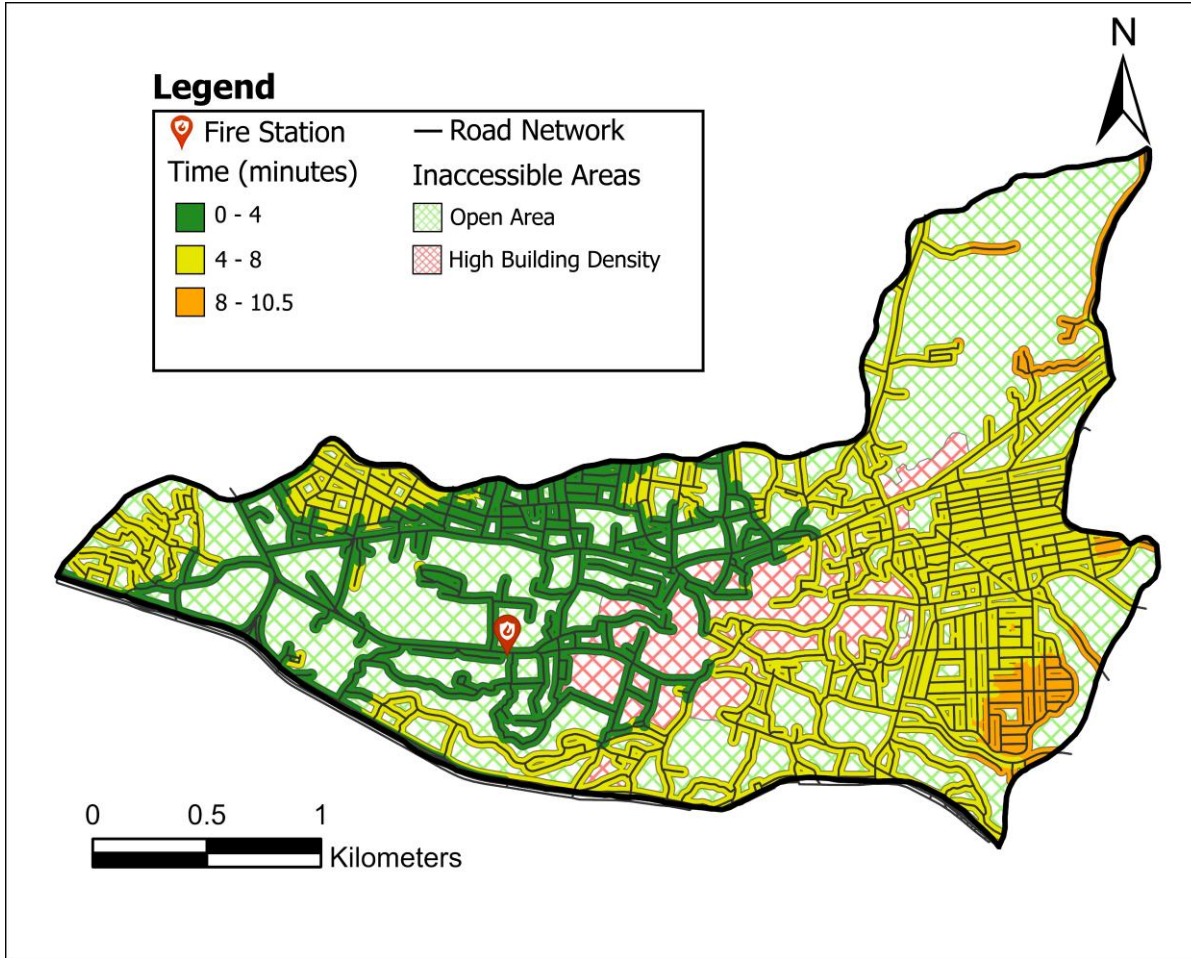 N
Legend
Fire Station
Road Network
Time (minutes)
Inaccessible Areas
0 - 4
Open Area
4 - 8
High Building Density
8 - 10.5
0 0.5 1
Kilometers